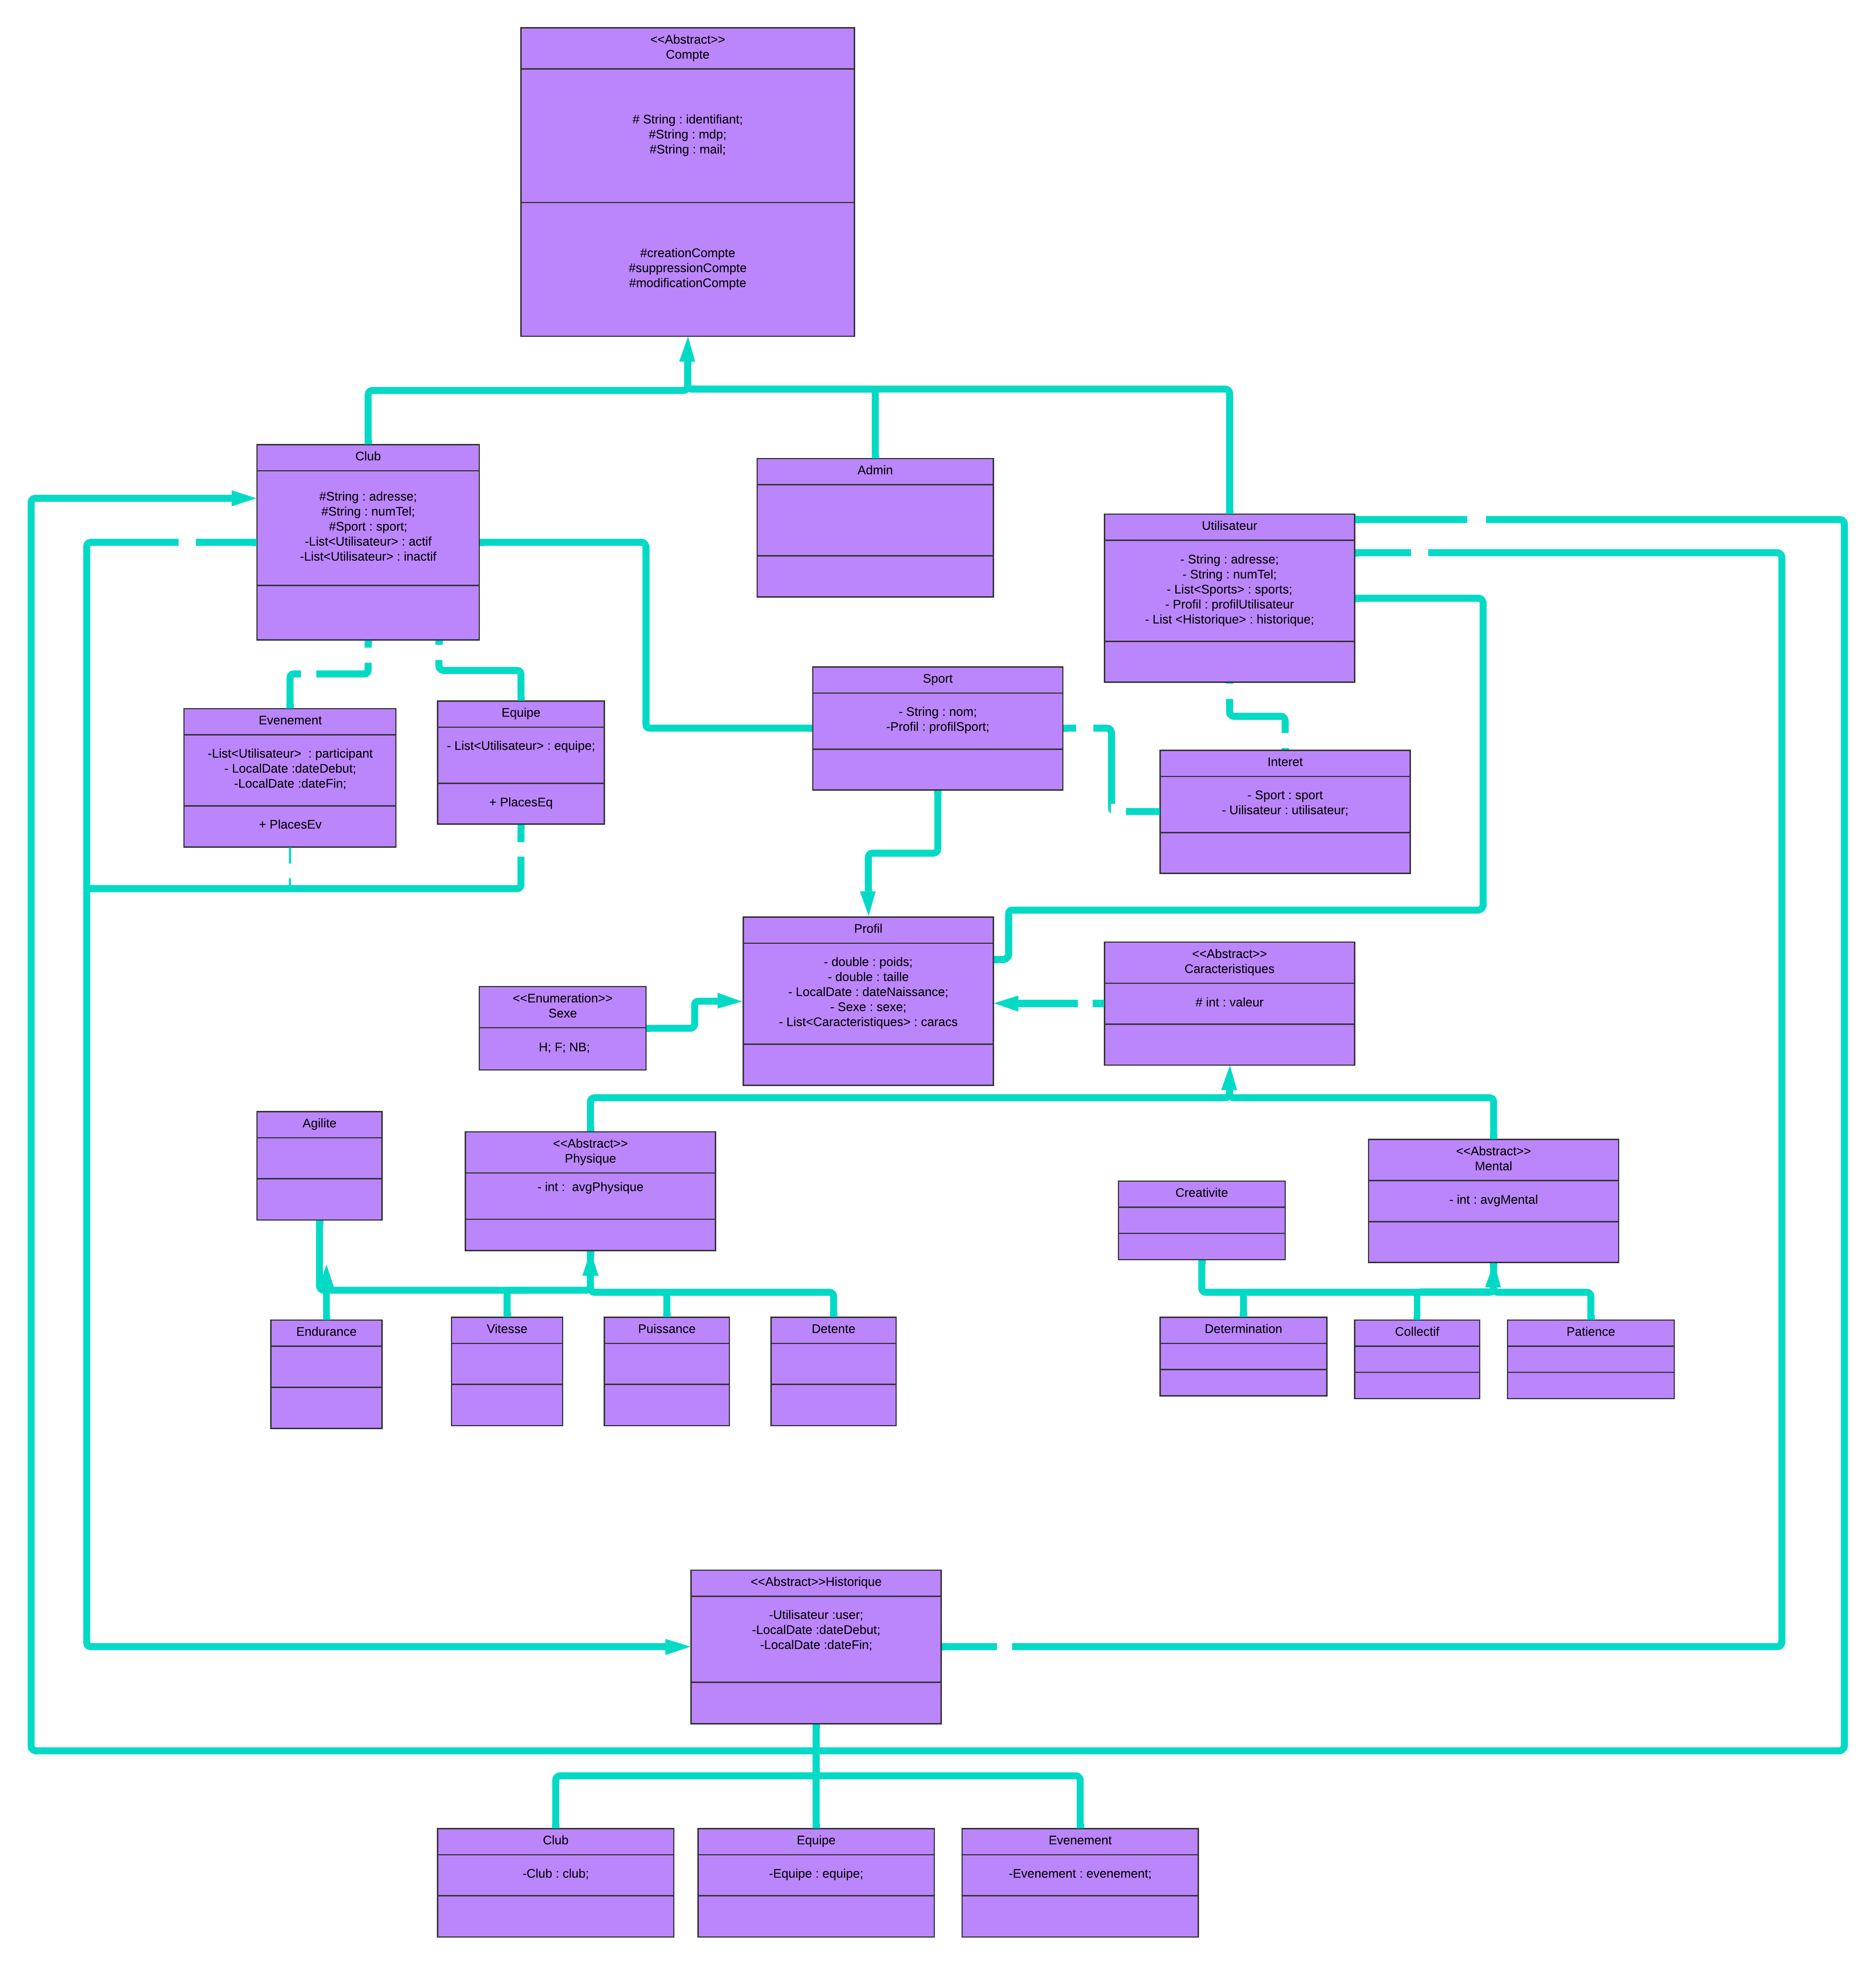 <<Abstract>>
Compte
# String : identifiant;
#String : mdp;
#String : mail;
#creationCompte
#suppressionCompte
#modificationCompte
Club
#String : adresse;
#String : numTel;
#Sport : sport;
-List<Utilisateur> : actif
-List<Utilisateur> : inactif
Admin
Utilisateur
- String : adresse;
- String : numTel;
- List<Sports> : sports;
- Profil : profilUtilisateur
- List <Historique> : historique;
Evenement
-List<Utilisateur>  : participant
- LocalDate :dateDebut;
-LocalDate :dateFin;
+ PlacesEv
Equipe
- List<Utilisateur> : equipe;
+ PlacesEq
Sport
- String : nom;
-Profil : profilSport;
Interet
- Sport : sport
- Uilisateur : utilisateur;
Profil
- double : poids;
- double : taille
- LocalDate : dateNaissance;
- Sexe : sexe;
- List<Caracteristiques> : caracs
<<Abstract>>
Caracteristiques
# int : valeur
<<Enumeration>>
Sexe
H; F; NB;
Agilite
<<Abstract>>
Physique
- int :  avgPhysique
Creativite
<<Abstract>>
Mental
- int : avgMental
Endurance
Vitesse
Puissance
Detente
Determination
Collectif
Patience
<<Abstract>>Historique
-Utilisateur :user;
-LocalDate :dateDebut;
-LocalDate :dateFin;
Club
-Club : club;
Equipe
-Equipe : equipe;
Evenement
-Evenement : evenement;